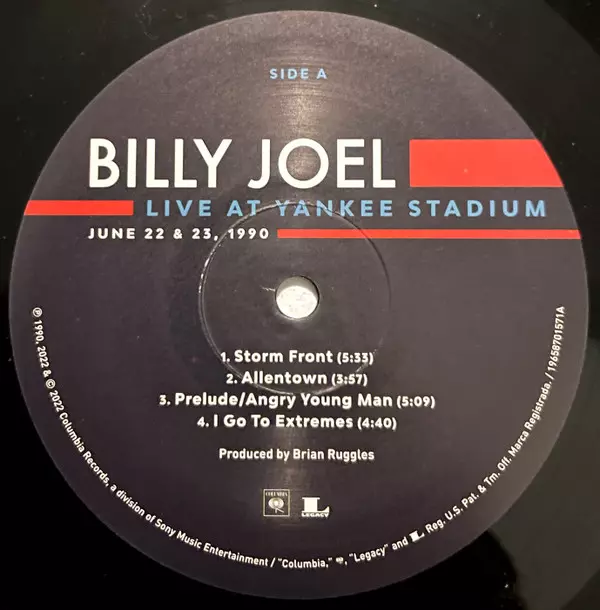 SIDE A
BILLY JOEL
LIVE AT YANKEE STADIUM
JUNE 22 & 23, 1990
1. Storm Front (5:33)
2. Allentown (3:57)
3. Prelude/Angry Young Man (5:09)
4. I Go To Extremes (4:40)
Produced by Brian Ruggles
COLUMBIA
L
LEGACY
℗ 1990, 2022 & © 2022 Columbia Records, a division of Sony Music Entertainment / "Columbia," , "Legacy" and L Reg. U.S. Pat. & Tm. Off. Marca Registrada. / 19658701571A